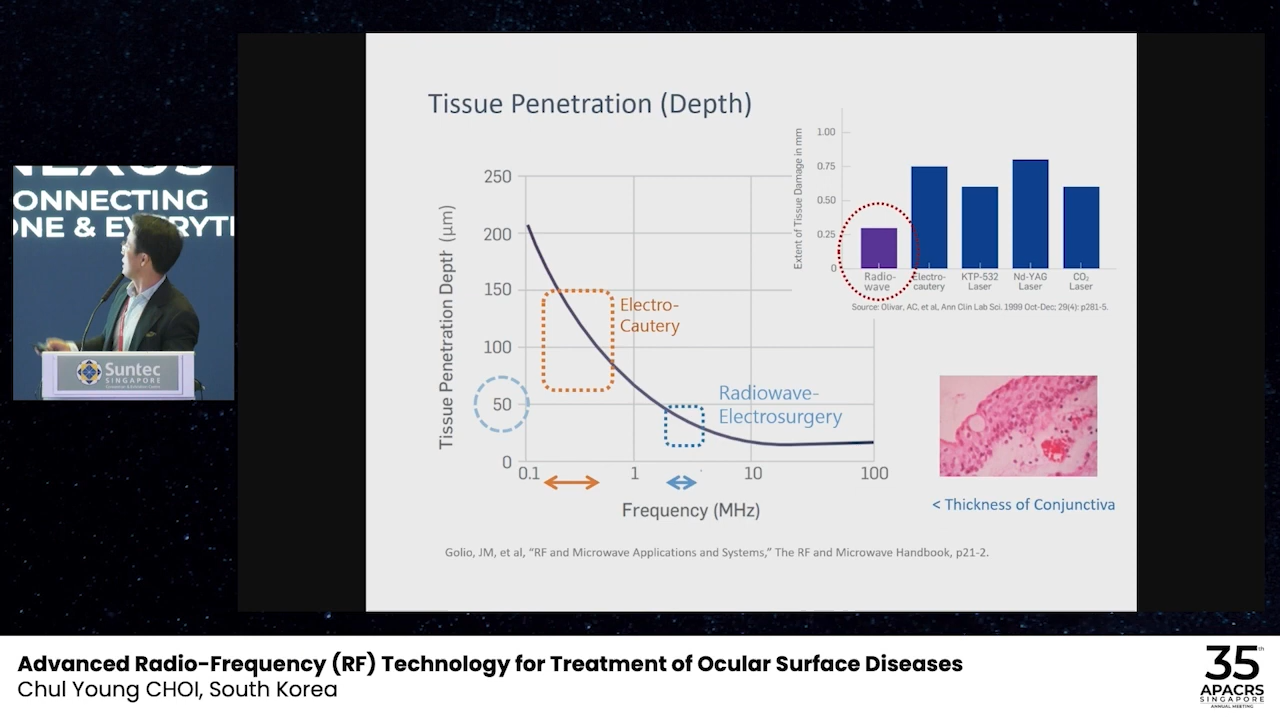 NEXUS
ONNECTING
ONE & EVERYTI
Suntec
SINGAPORE
Tissue Penetration (Depth)
Tissue Penetration Depth (µm)
250
200
150
100
50
0
0.1
1
10
100
Frequency (MHz)
Electro-
Cautery
Radiowave-
Electrosurgery
Extent of Tissue Damage in mm
1.00
0.75
0.50
0.25
0
Radio-
wave
Electro-
cautery
KTP-532
Laser
Nd-YAG
Laser
CO₂
Laser
Source: Olivar, AC, et al, Ann Clin Lab Sci. 1999 Oct-Dec; 29(4): p281-5.
< Thickness of Conjunctiva
Golio, JM, et al, “RF and Microwave Applications and Systems,” The RF and Microwave Handbook, p21-2.
Advanced Radio-Frequency (RF) Technology for Treatment of Ocular Surface Diseases
Chul Young CHOI, South Korea
35th
APACRS
SINGAPORE
ANNUAL MEETING